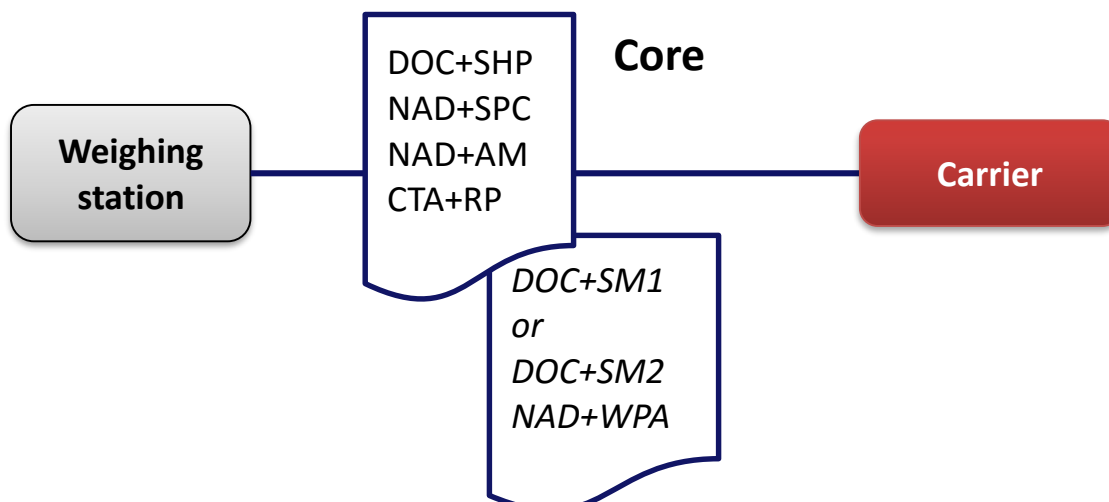 Core
DOC+SHP
NAD+SPC
NAD+AM
CTA+RP
Weighing
station
Carrier
DOC+SM1
or
DOC+SM2
NAD+WPA